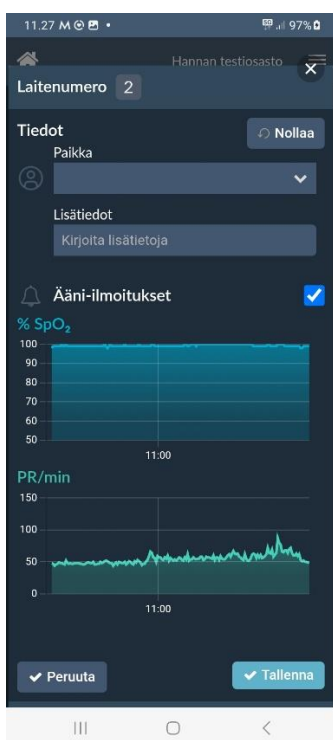 11.27 M
97%
Hannan testiosasto
Laitenumero 2
Tiedot
Nollaa
Paikka
Lisätiedot
Kirjoita lisätietoja
Ääni-ilmoitukset
% SpO₂
100
90
80
70
60
50
11:00
PR/min
150
100
50
0
11:00
Peruuta
Tallenna